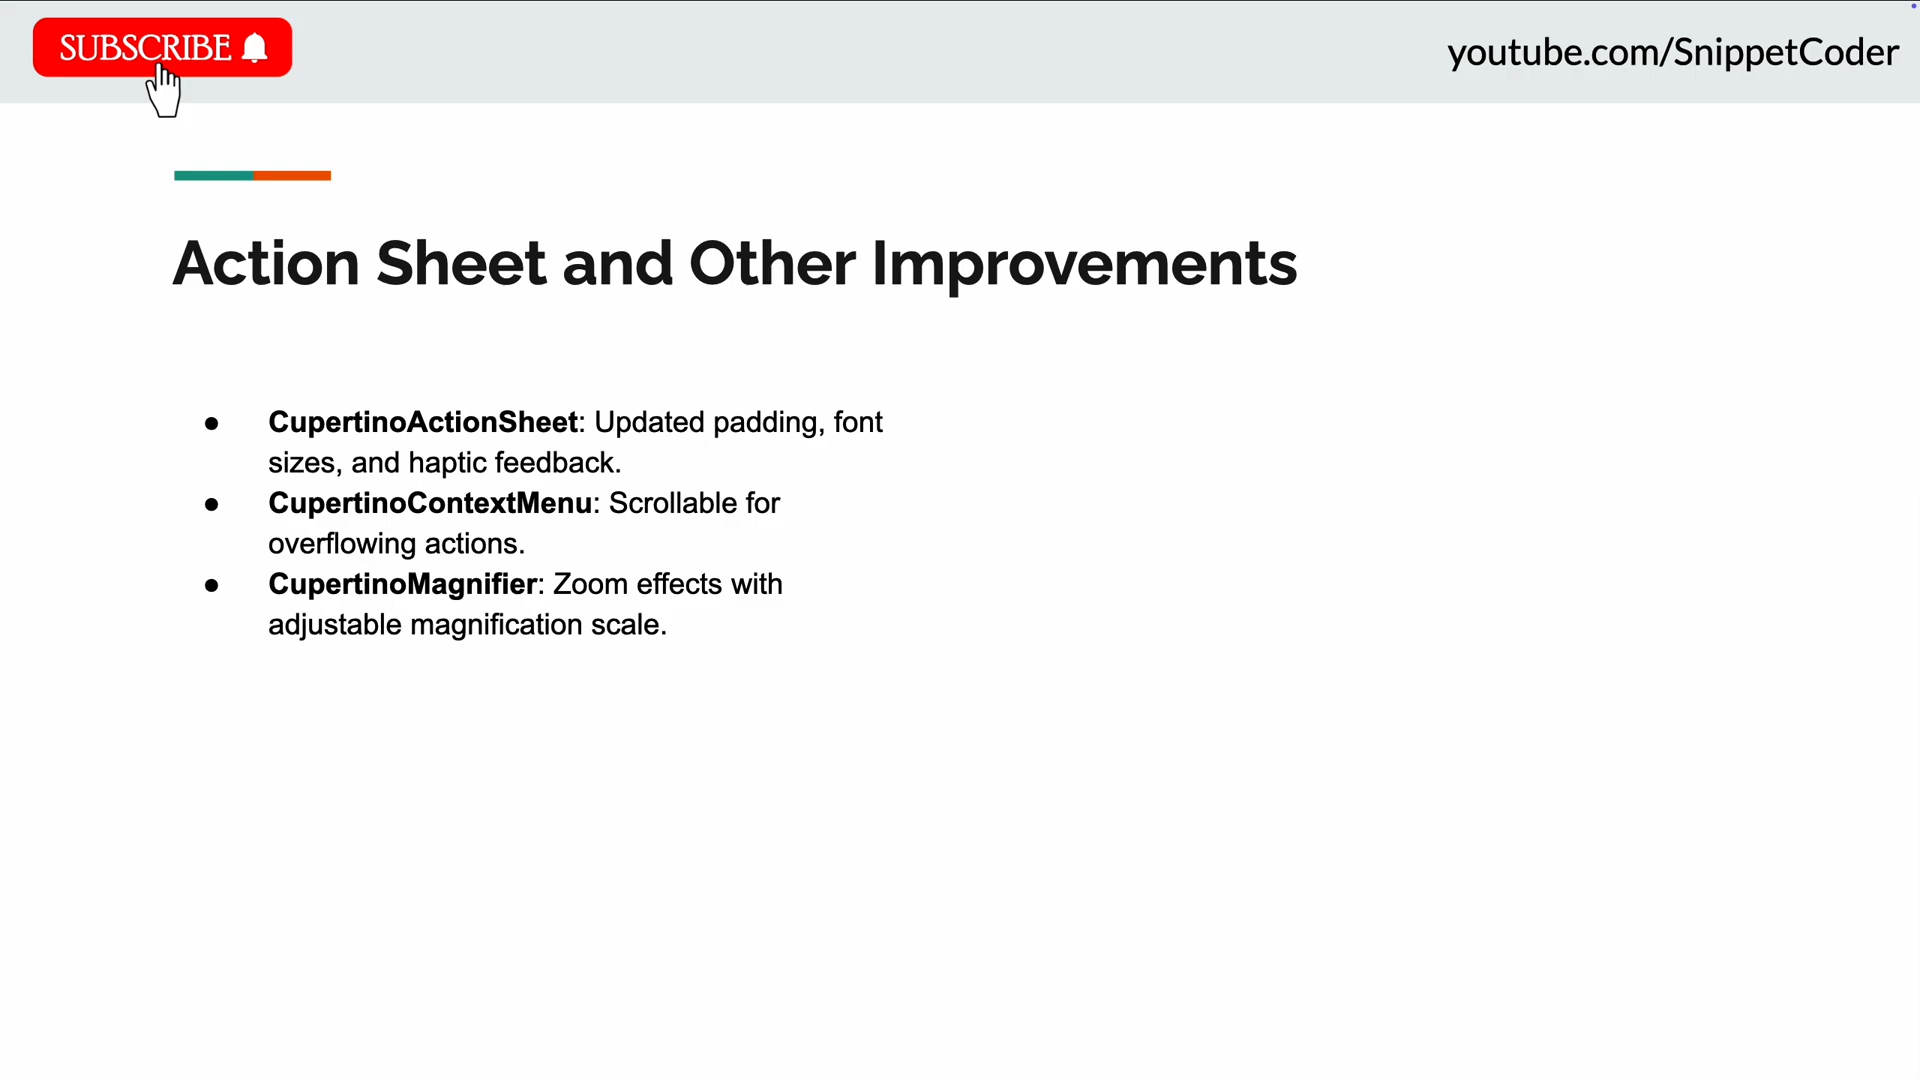 SUBSCRIBE
youtube.com/SnippetCoder
Action Sheet and Other Improvements
● CupertinoActionSheet: Updated padding, font
sizes, and haptic feedback.
● CupertinoContextMenu: Scrollable for
overflowing actions.
● CupertinoMagnifier: Zoom effects with
adjustable magnification scale.